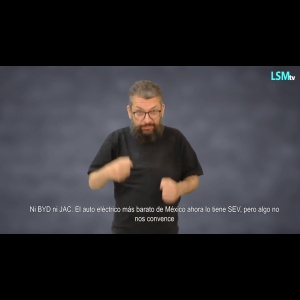 LSMtv
Ni BYD ni JAC. El auto eléctrico más barato de México ahora lo tiene SEV, pero algo no
nos convence